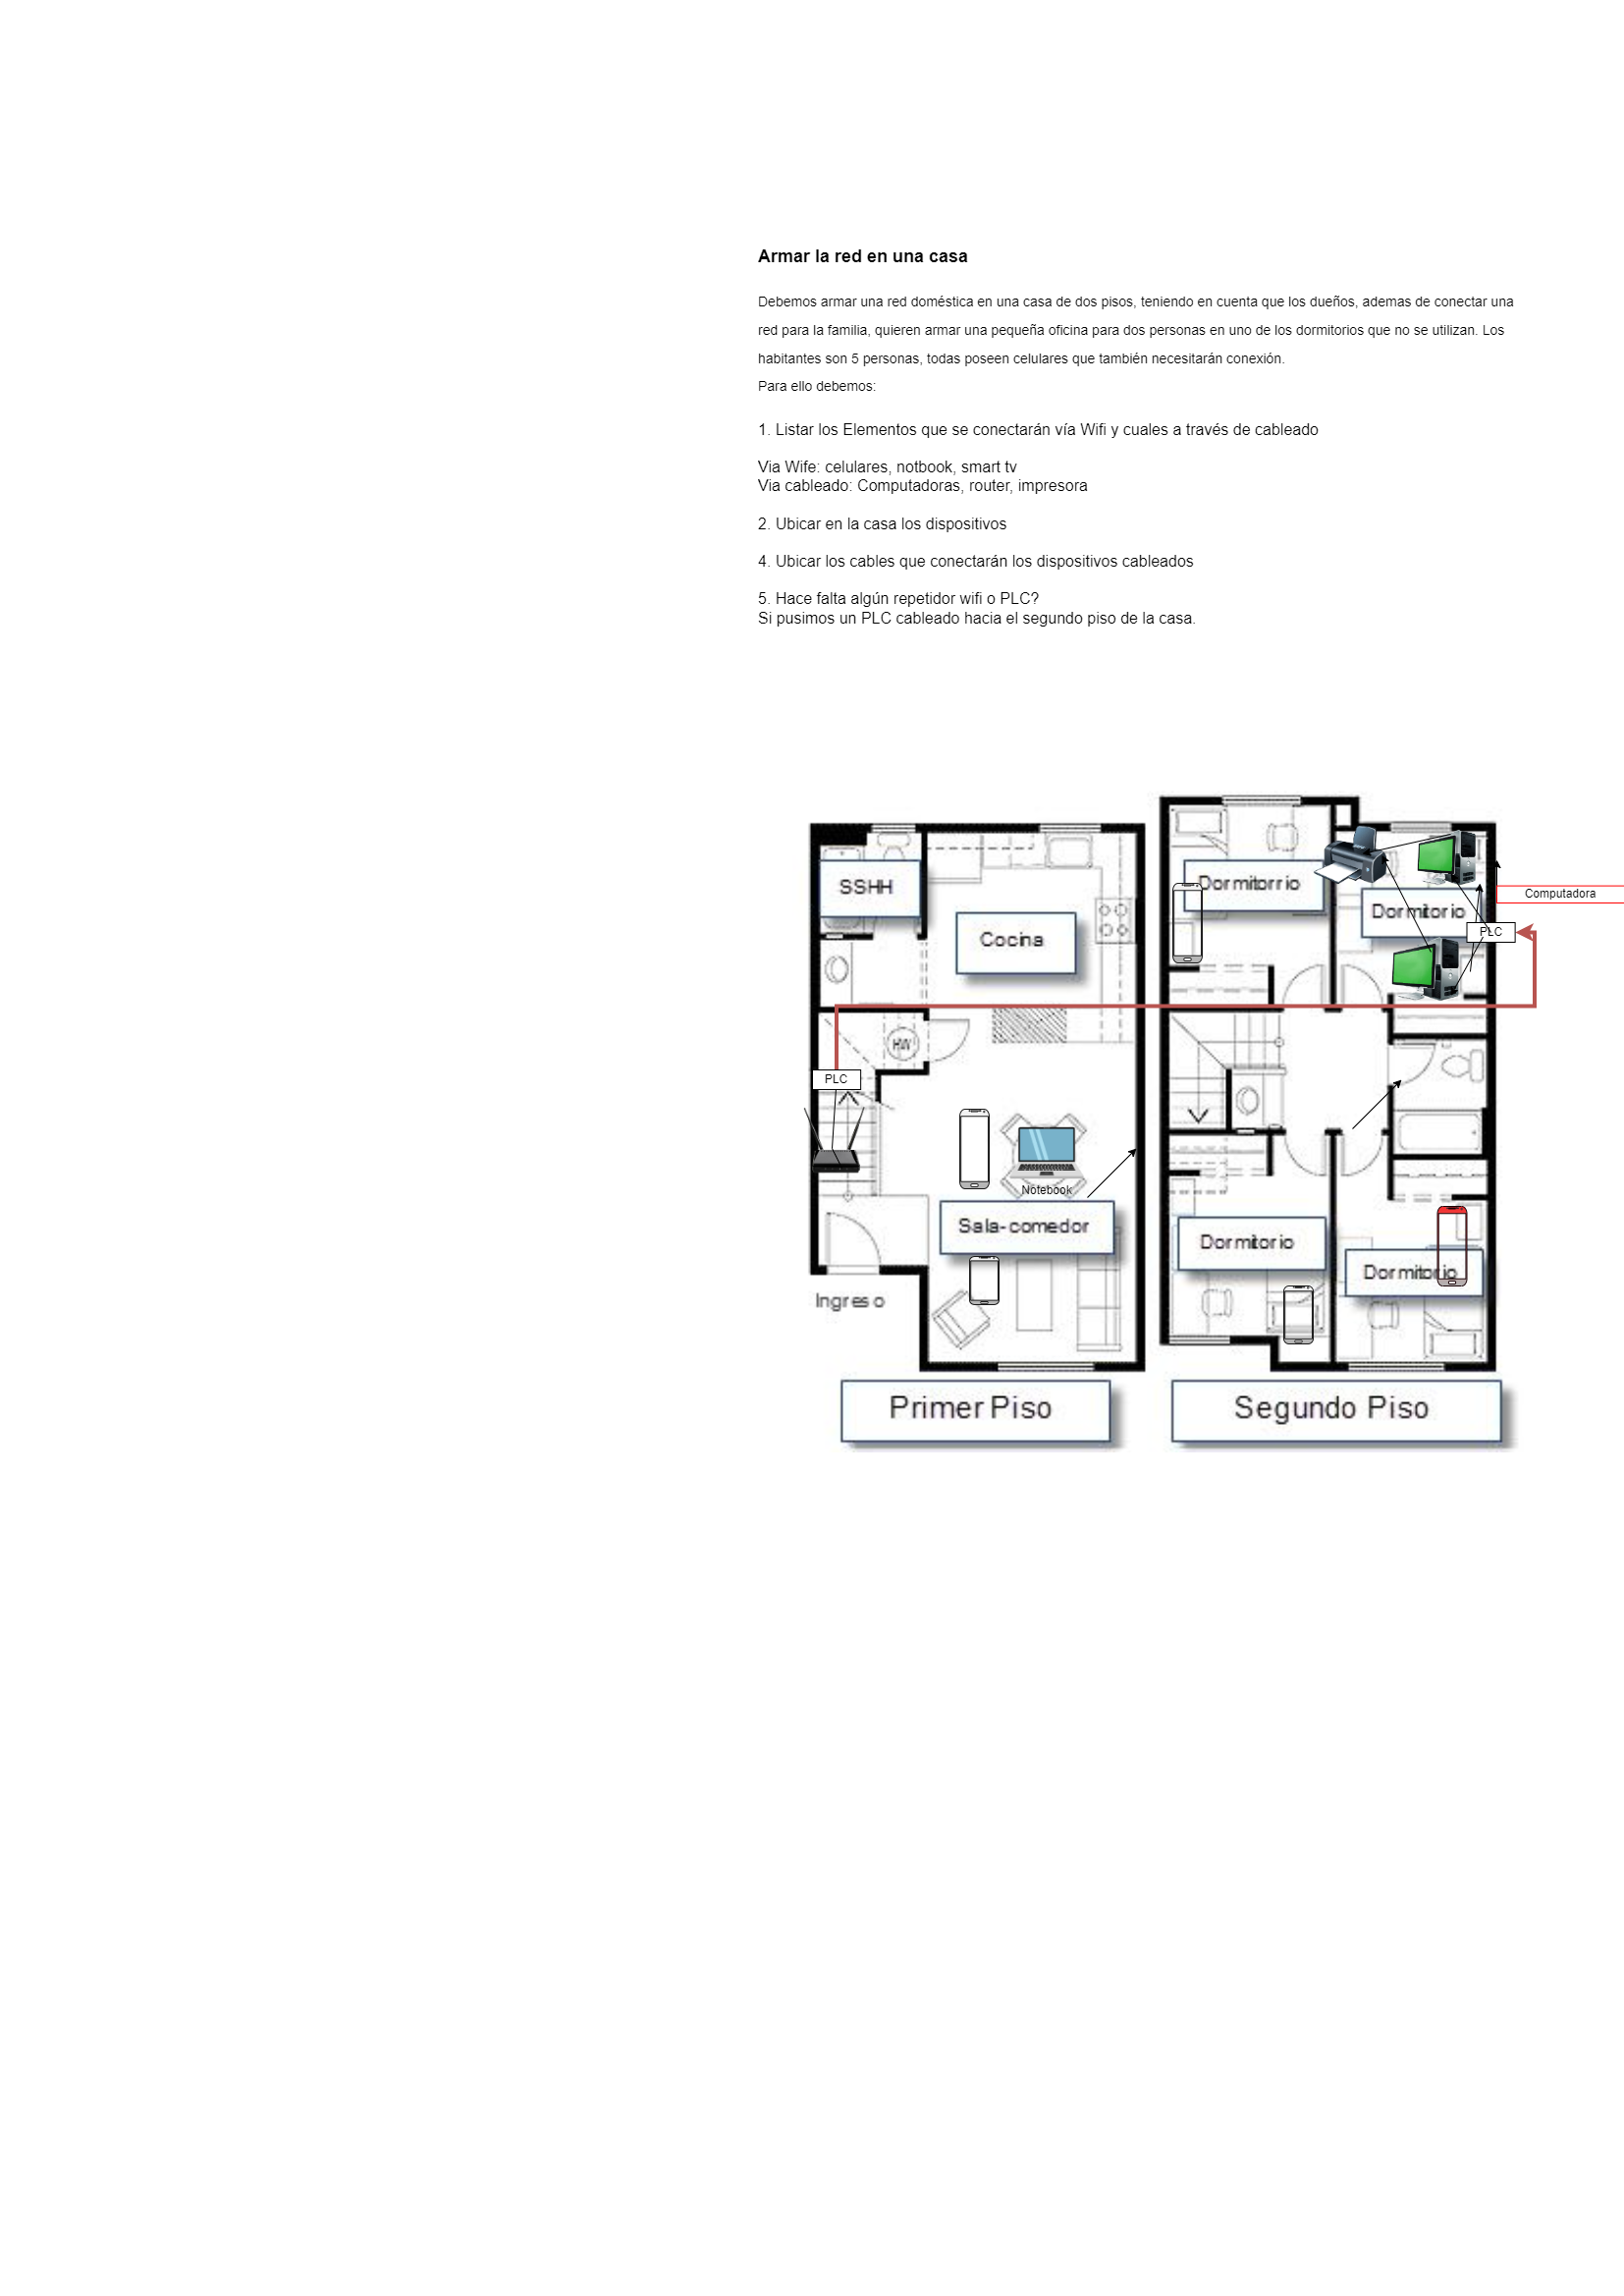 Armar la red en una casa
Debemos armar una red doméstica en una casa de dos pisos, teniendo en cuenta que los dueños, ademas de conectar una
red para la familia, quieren armar una pequeña oficina para dos personas en uno de los dormitorios que no se utilizan. Los
habitantes son 5 personas, todas poseen celulares que también necesitarán conexión.
Para ello debemos:
1. Listar los Elementos que se conectarán vía Wifi y cuales a través de cableado
Via Wife: celulares, notbook, smart tv
Via cableado: Computadoras, router, impresora
2. Ubicar en la casa los dispositivos
4. Ubicar los cables que conectarán los dispositivos cableados
5. Hace falta algún repetidor wifi o PLC?
Si pusimos un PLC cableado hacia el segundo piso de la casa.
SSHH
Cocina
HW
PLC
Notebook
Sala-comedor
Ingreso
Primer Piso
Dormitorrio
Dormitorio
Computadora
PLC
Dormitorio
Dormitorio
Segundo Piso